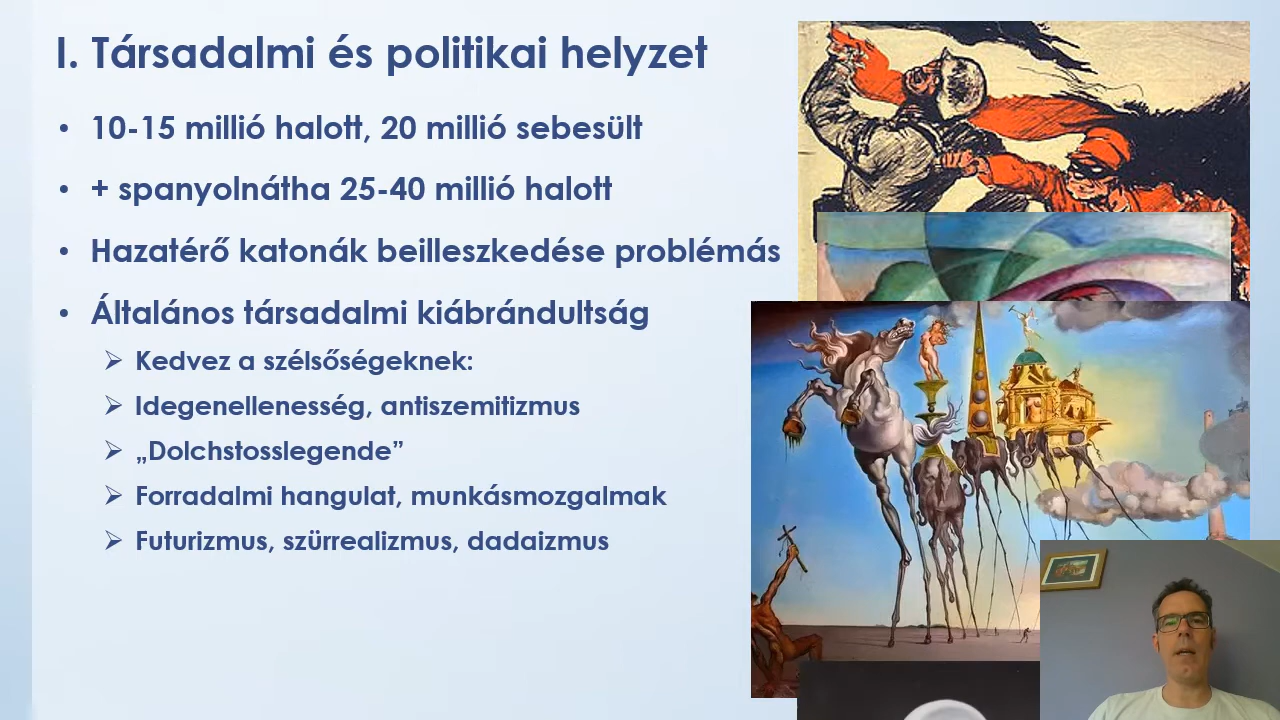 I. Társadalmi és politikai helyzet
• 10-15 millió halott, 20 millió sebesült
• + spanyolnátha 25-40 millió halott
• Hazatérő katonák beilleszkedése problémás
• Általános társadalmi kiábrándultság
➢ Kedvez a szélsőségeknek:
➢ Idegenellenesség, antiszemitizmus
➢ „Dolchstosslegende”
➢ Forradalmi hangulat, munkásmozgalmak
➢ Futurizmus, szürrealizmus, dadaizmus